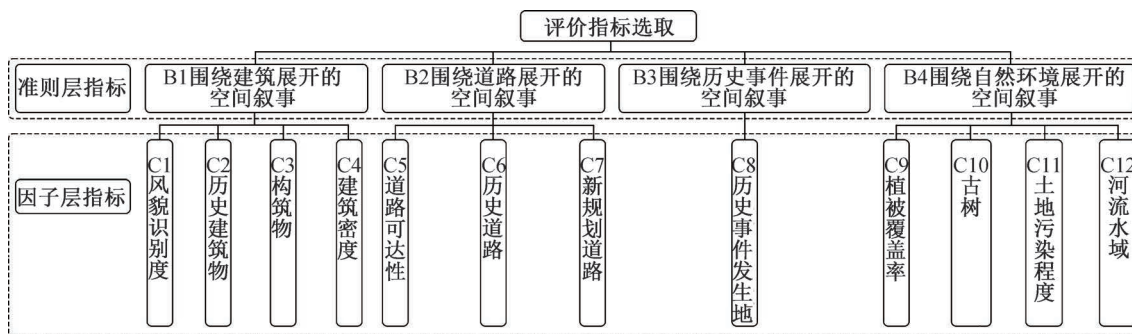 评价指标选取
准则层指标
B1围绕建筑展开的
空间叙事
B2围绕道路展开的
空间叙事
B3围绕历史事件展开的
空间叙事
B4围绕自然环境展开的
空间叙事
因子层指标
C1风貌识别度
C2历史建筑物
C3构筑物
C4建筑密度
C5道路可达性
C6历史道路
C7新规划道路
C8历史事件发生地
C9植被覆盖率
C10古树
C11土地污染程度
C12河流水域